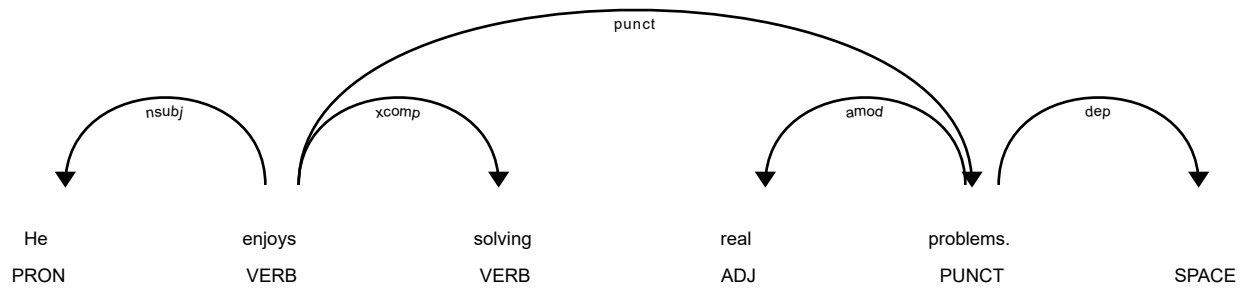 punct
nsubj xcomp amod dep
He enjoys solving real problems.
PRON VERB VERB ADJ PUNCT SPACE